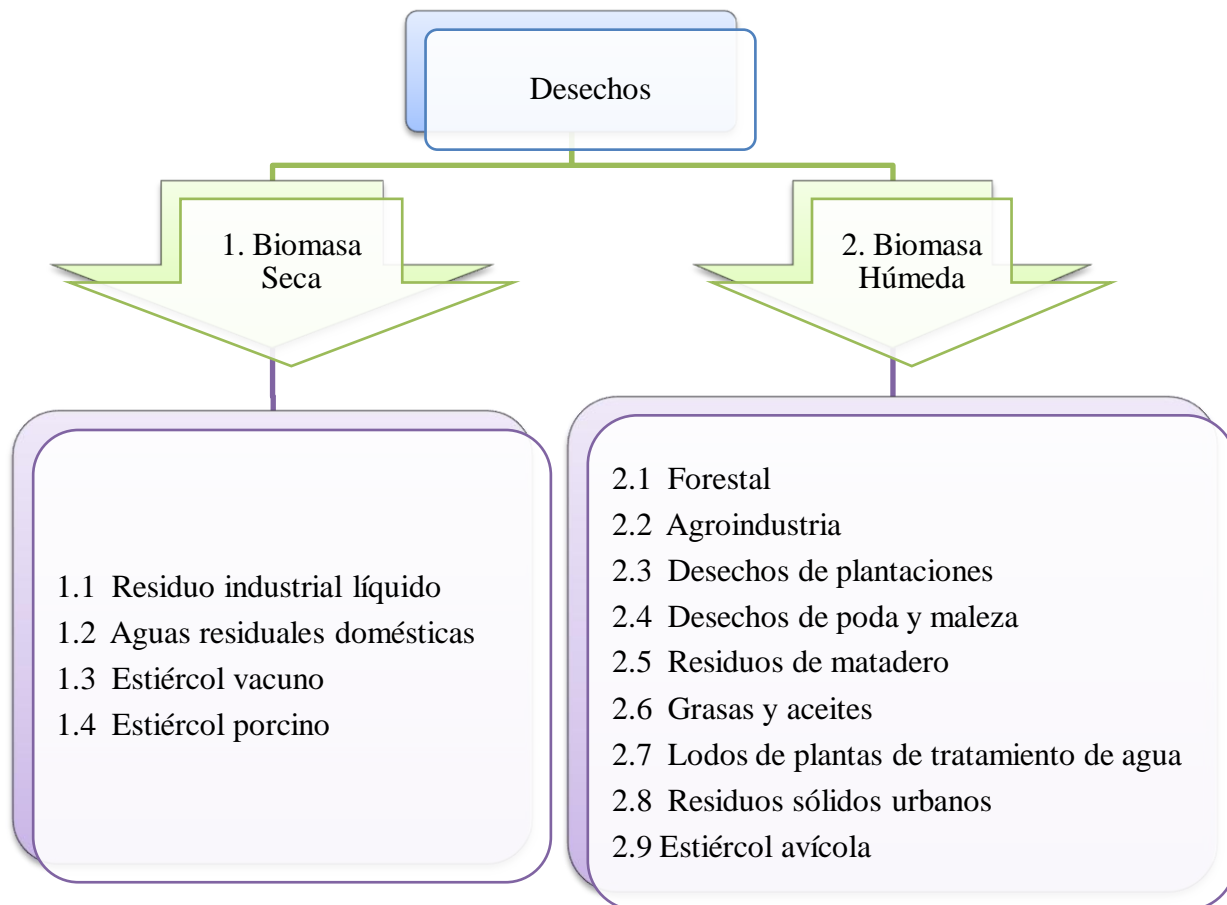 Desechos
1. Biomasa
Seca
2. Biomasa
Húmeda
1.1 Residuo industrial líquido
1.2 Aguas residuales domésticas
1.3 Estiércol vacuno
1.4 Estiércol porcino
2.1 Forestal
2.2 Agroindustria
2.3 Desechos de plantaciones
2.4 Desechos de poda y maleza
2.5 Residuos de matadero
2.6 Grasas y aceites
2.7 Lodos de plantas de tratamiento de agua
2.8 Residuos sólidos urbanos
2.9 Estiércol avícola